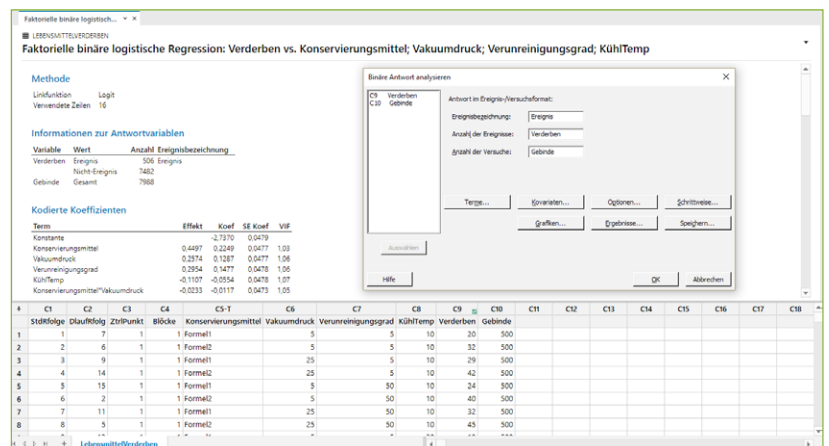 Faktorielle binäre logistisch...
LEBENSMITTELVERDERBEN
Faktorielle binäre logistische Regression: Verderben vs. Konservierungsmittel; Vakuumdruck; Verunreinigungsgrad; KühlTemp
Methode
Linkfunktion Logit
Verwendete Zeilen 16
Informationen zur Antwortvariablen
Variable Wert Anzahl Ereignisbezeichnung
Verderben Ereignis 506 Ereignis
Nicht-Ereignis 7482
Gebinde Gesamt 7988
Kodierte Koeffizienten
Term Effekt Koef SE Koef VIF
Konstante -2,7370 0,0479
Konservierungsmittel 0,4497 0,2249 0,0477 1,03
Vakuumdruck 0,2574 0,1287 0,0477 1,06
Verunreinigungsgrad 0,2954 0,1477 0,0478 1,06
KühlTemp -0,1107 -0,0554 0,0478 1,07
Konservierungsmittel*Vakuumdruck -0,0233 -0,0117 0,0473 1,05
Binäre Antwort analysieren
C9 Verderben
C10 Gebinde
Antwort im Ereignis-/Versuchsformat:
Ereignisbezeichnung: Ereignis
Anzahl der Ereignisse: Verderben
Anzahl der Versuche: Gebinde
Terme... Kovariaten... Optionen... Schrittweise...
Grafiken... Ergebnisse... Speichern...
Auswählen
Hilfe OK Abbrechen
C1 C2 C3 C4 C5-T C6 C7 C8 C9 C10 C11 C12 C13 C14 C15 C16 C17 C18
StdRfolge DlaufRfolg ZtrlPunkt Blöcke Konservierungsmittel Vakuumdruck Verunreinigungsgrad KühlTemp Verderben Gebinde
1 1 7 1 1 Formel1 5 5 10 20 500
2 2 6 1 1 Formel2 5 5 10 32 500
3 3 9 1 1 Formel1 25 5 10 29 500
4 4 14 1 1 Formel2 25 5 10 42 500
5 5 15 1 1 Formel1 5 50 10 24 500
6 6 2 1 1 Formel2 5 50 10 40 500
7 7 11 1 1 Formel1 25 50 10 32 500
8 8 5 1 1 Formel2 25 50 10 45 500
LebensmittelVerderben